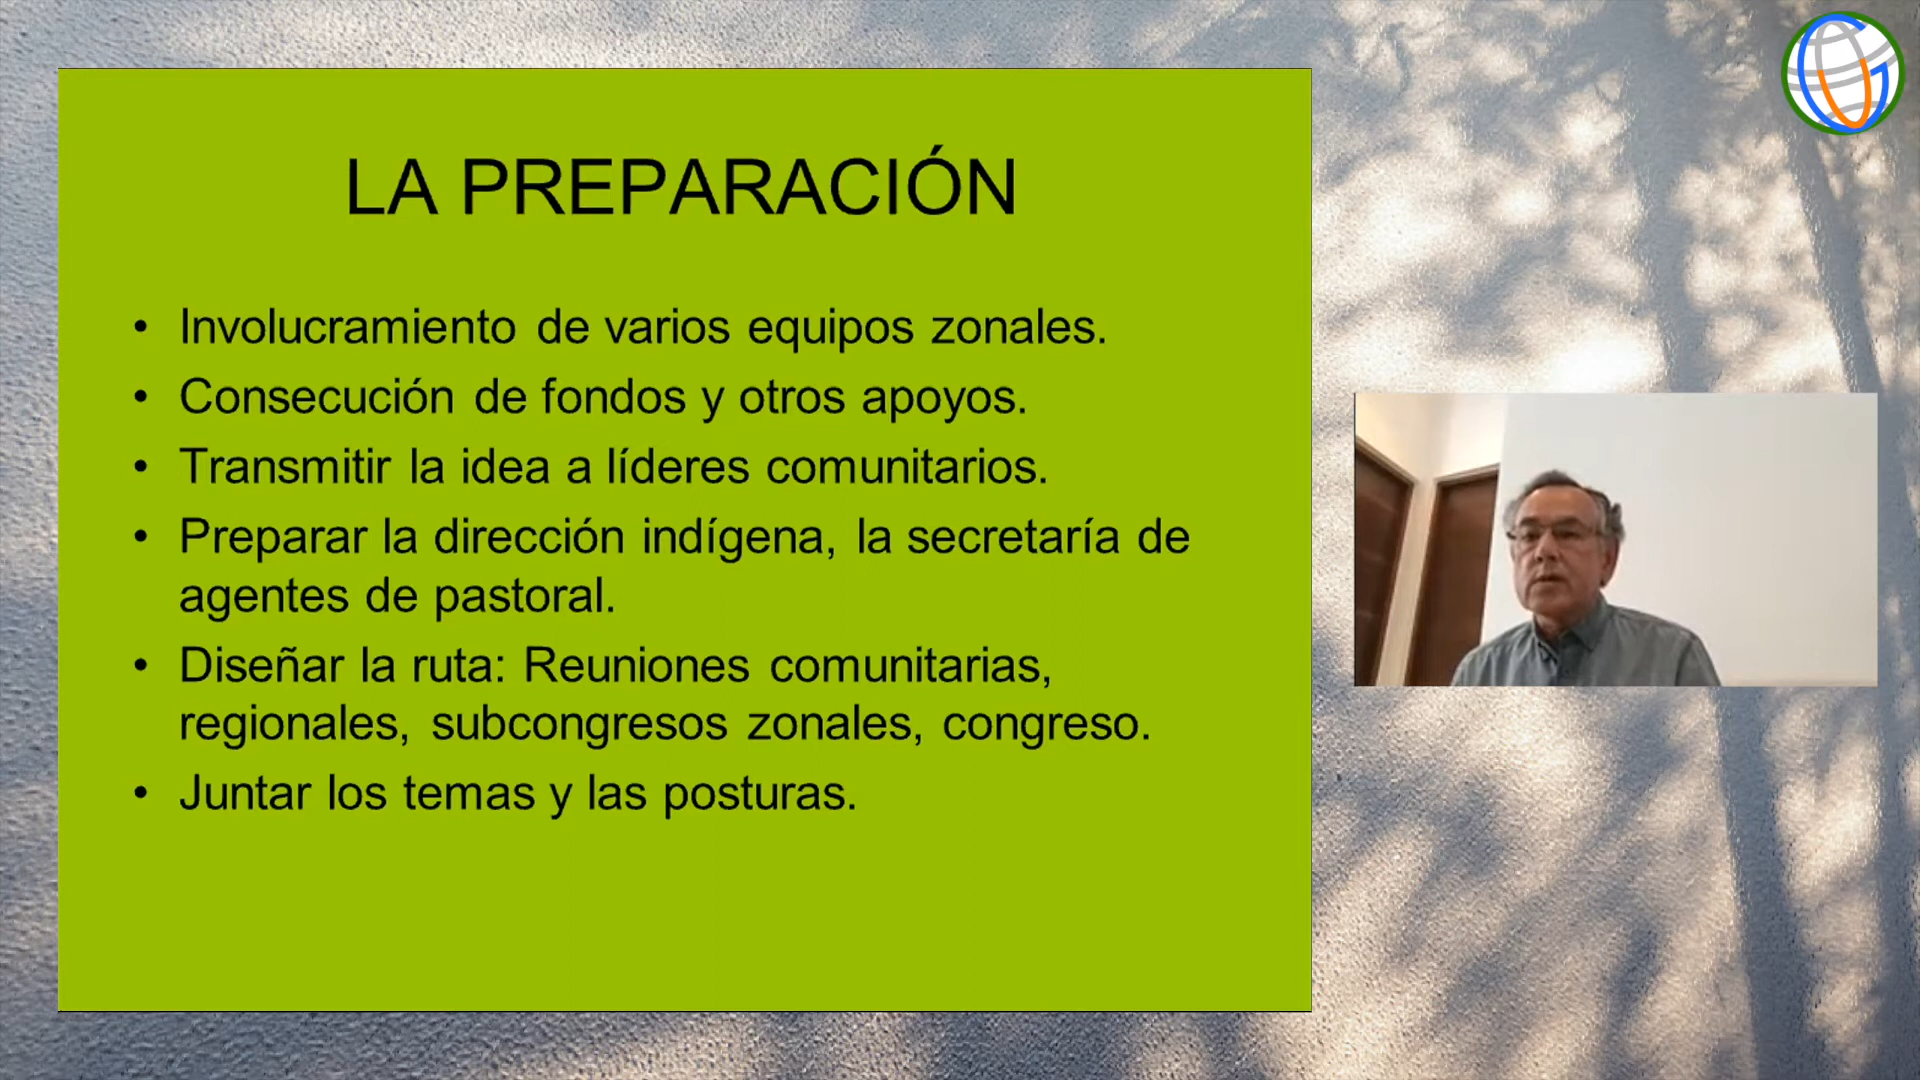 LA PREPARACIÓN
• Involucramiento de varios equipos zonales.
• Consecución de fondos y otros apoyos.
• Transmitir la idea a líderes comunitarios.
• Preparar la dirección indígena, la secretaría de
agentes de pastoral.
• Diseñar la ruta: Reuniones comunitarias,
regionales, subcongresos zonales, congreso.
• Juntar los temas y las posturas.